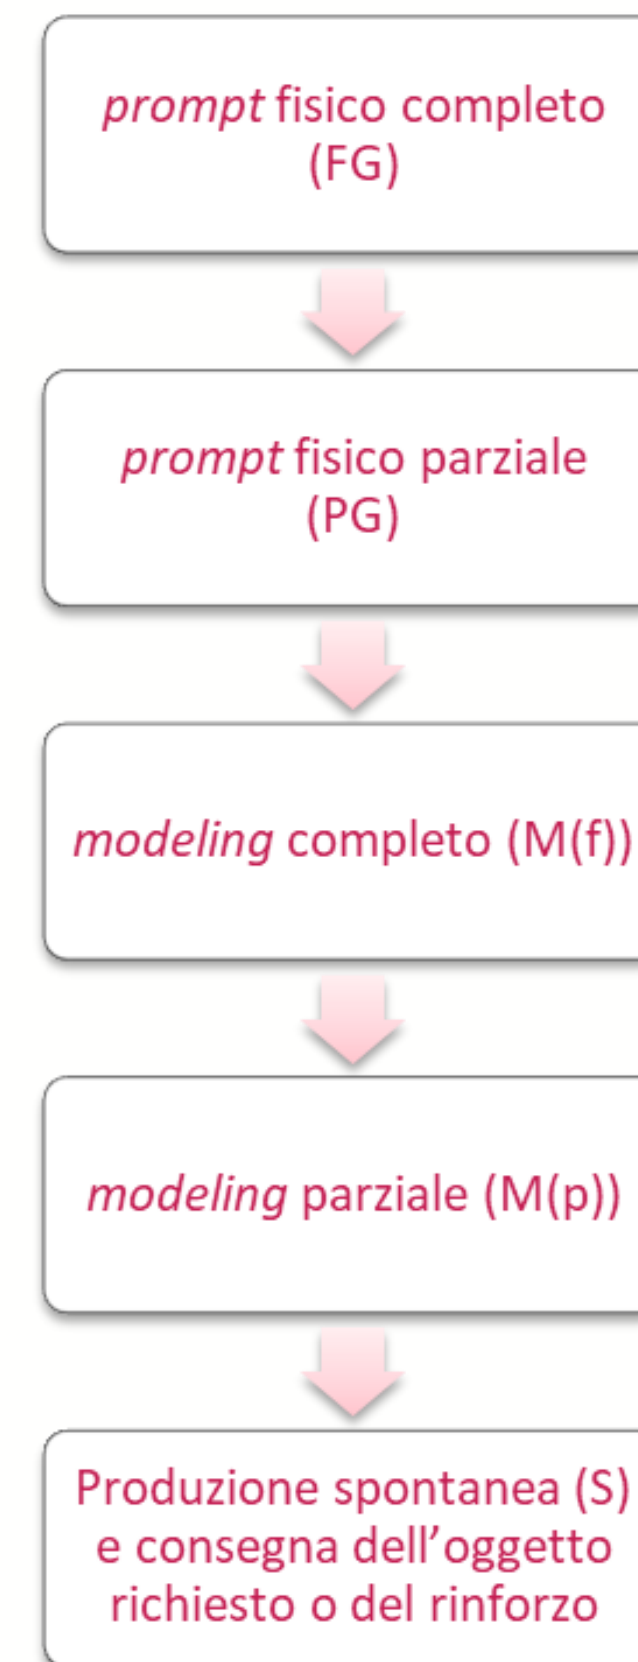 prompt fisico completo
(FG)
prompt fisico parziale
(PG)
modeling completo (M(f))
modeling parziale (M(p))
Produzione spontanea (S)
e consegna dell’oggetto
richiesto o del rinforzo